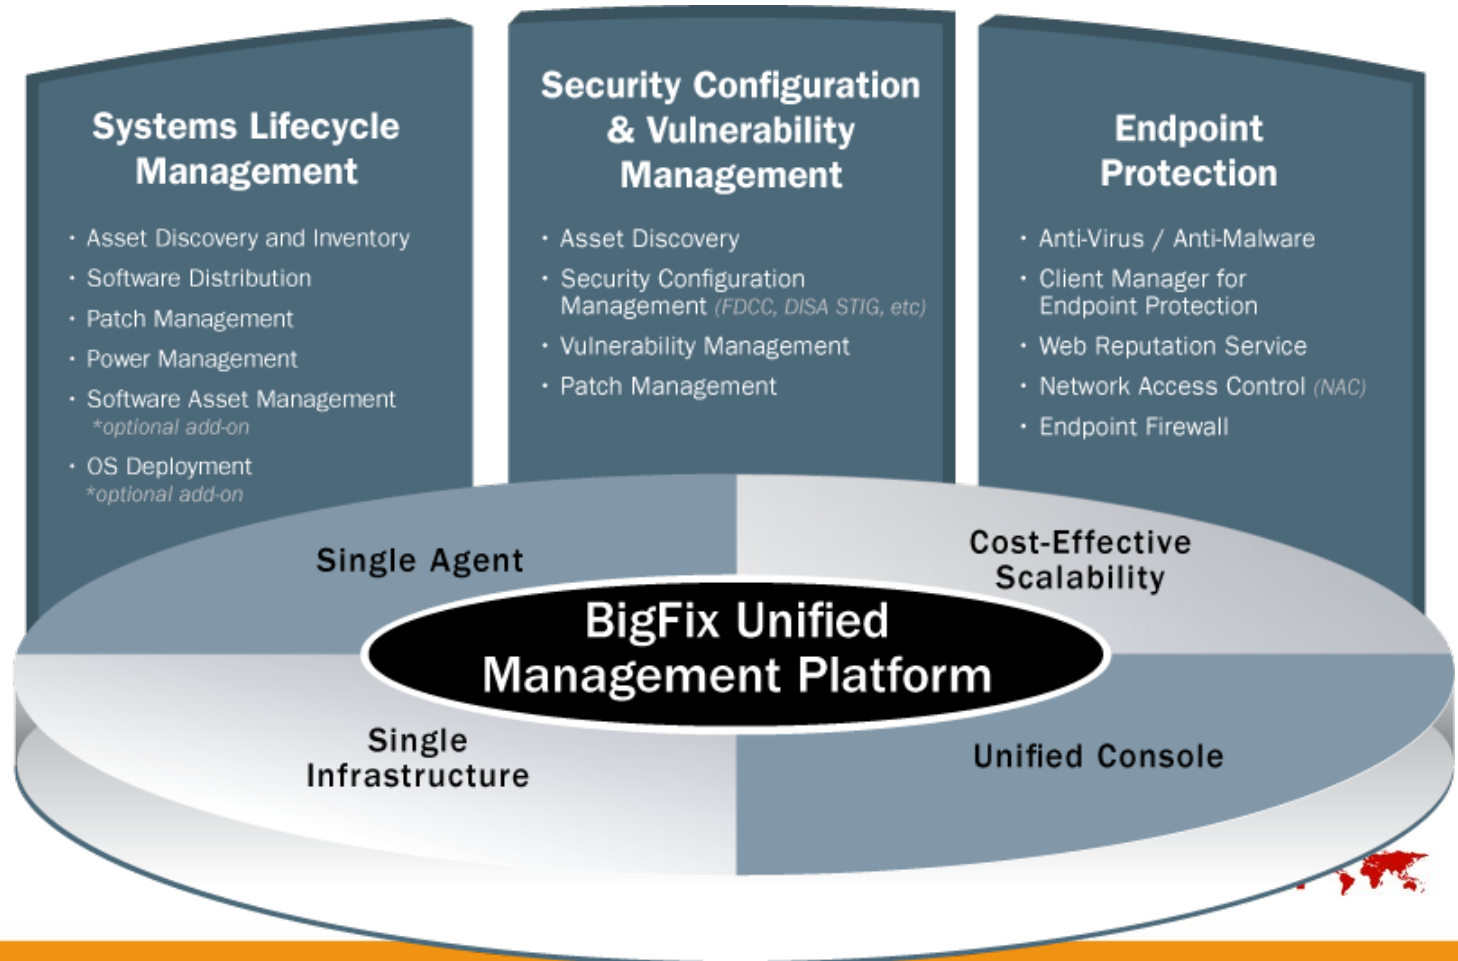 Systems Lifecycle
Management
· Asset Discovery and Inventory
· Software Distribution
· Patch Management
· Power Management
· Software Asset Management
*optional add-on
· OS Deployment
*optional add-on
Security Configuration
& Vulnerability
Management
· Asset Discovery
· Security Configuration
Management (FDCC, DISA STIG, etc)
· Vulnerability Management
· Patch Management
Endpoint
Protection
· Anti-Virus / Anti-Malware
· Client Manager for
Endpoint Protection
· Web Reputation Service
· Network Access Control (NAC)
· Endpoint Firewall
Single Agent
Cost-Effective
Scalability
BigFix Unified
Management Platform
Single
Infrastructure
Unified Console